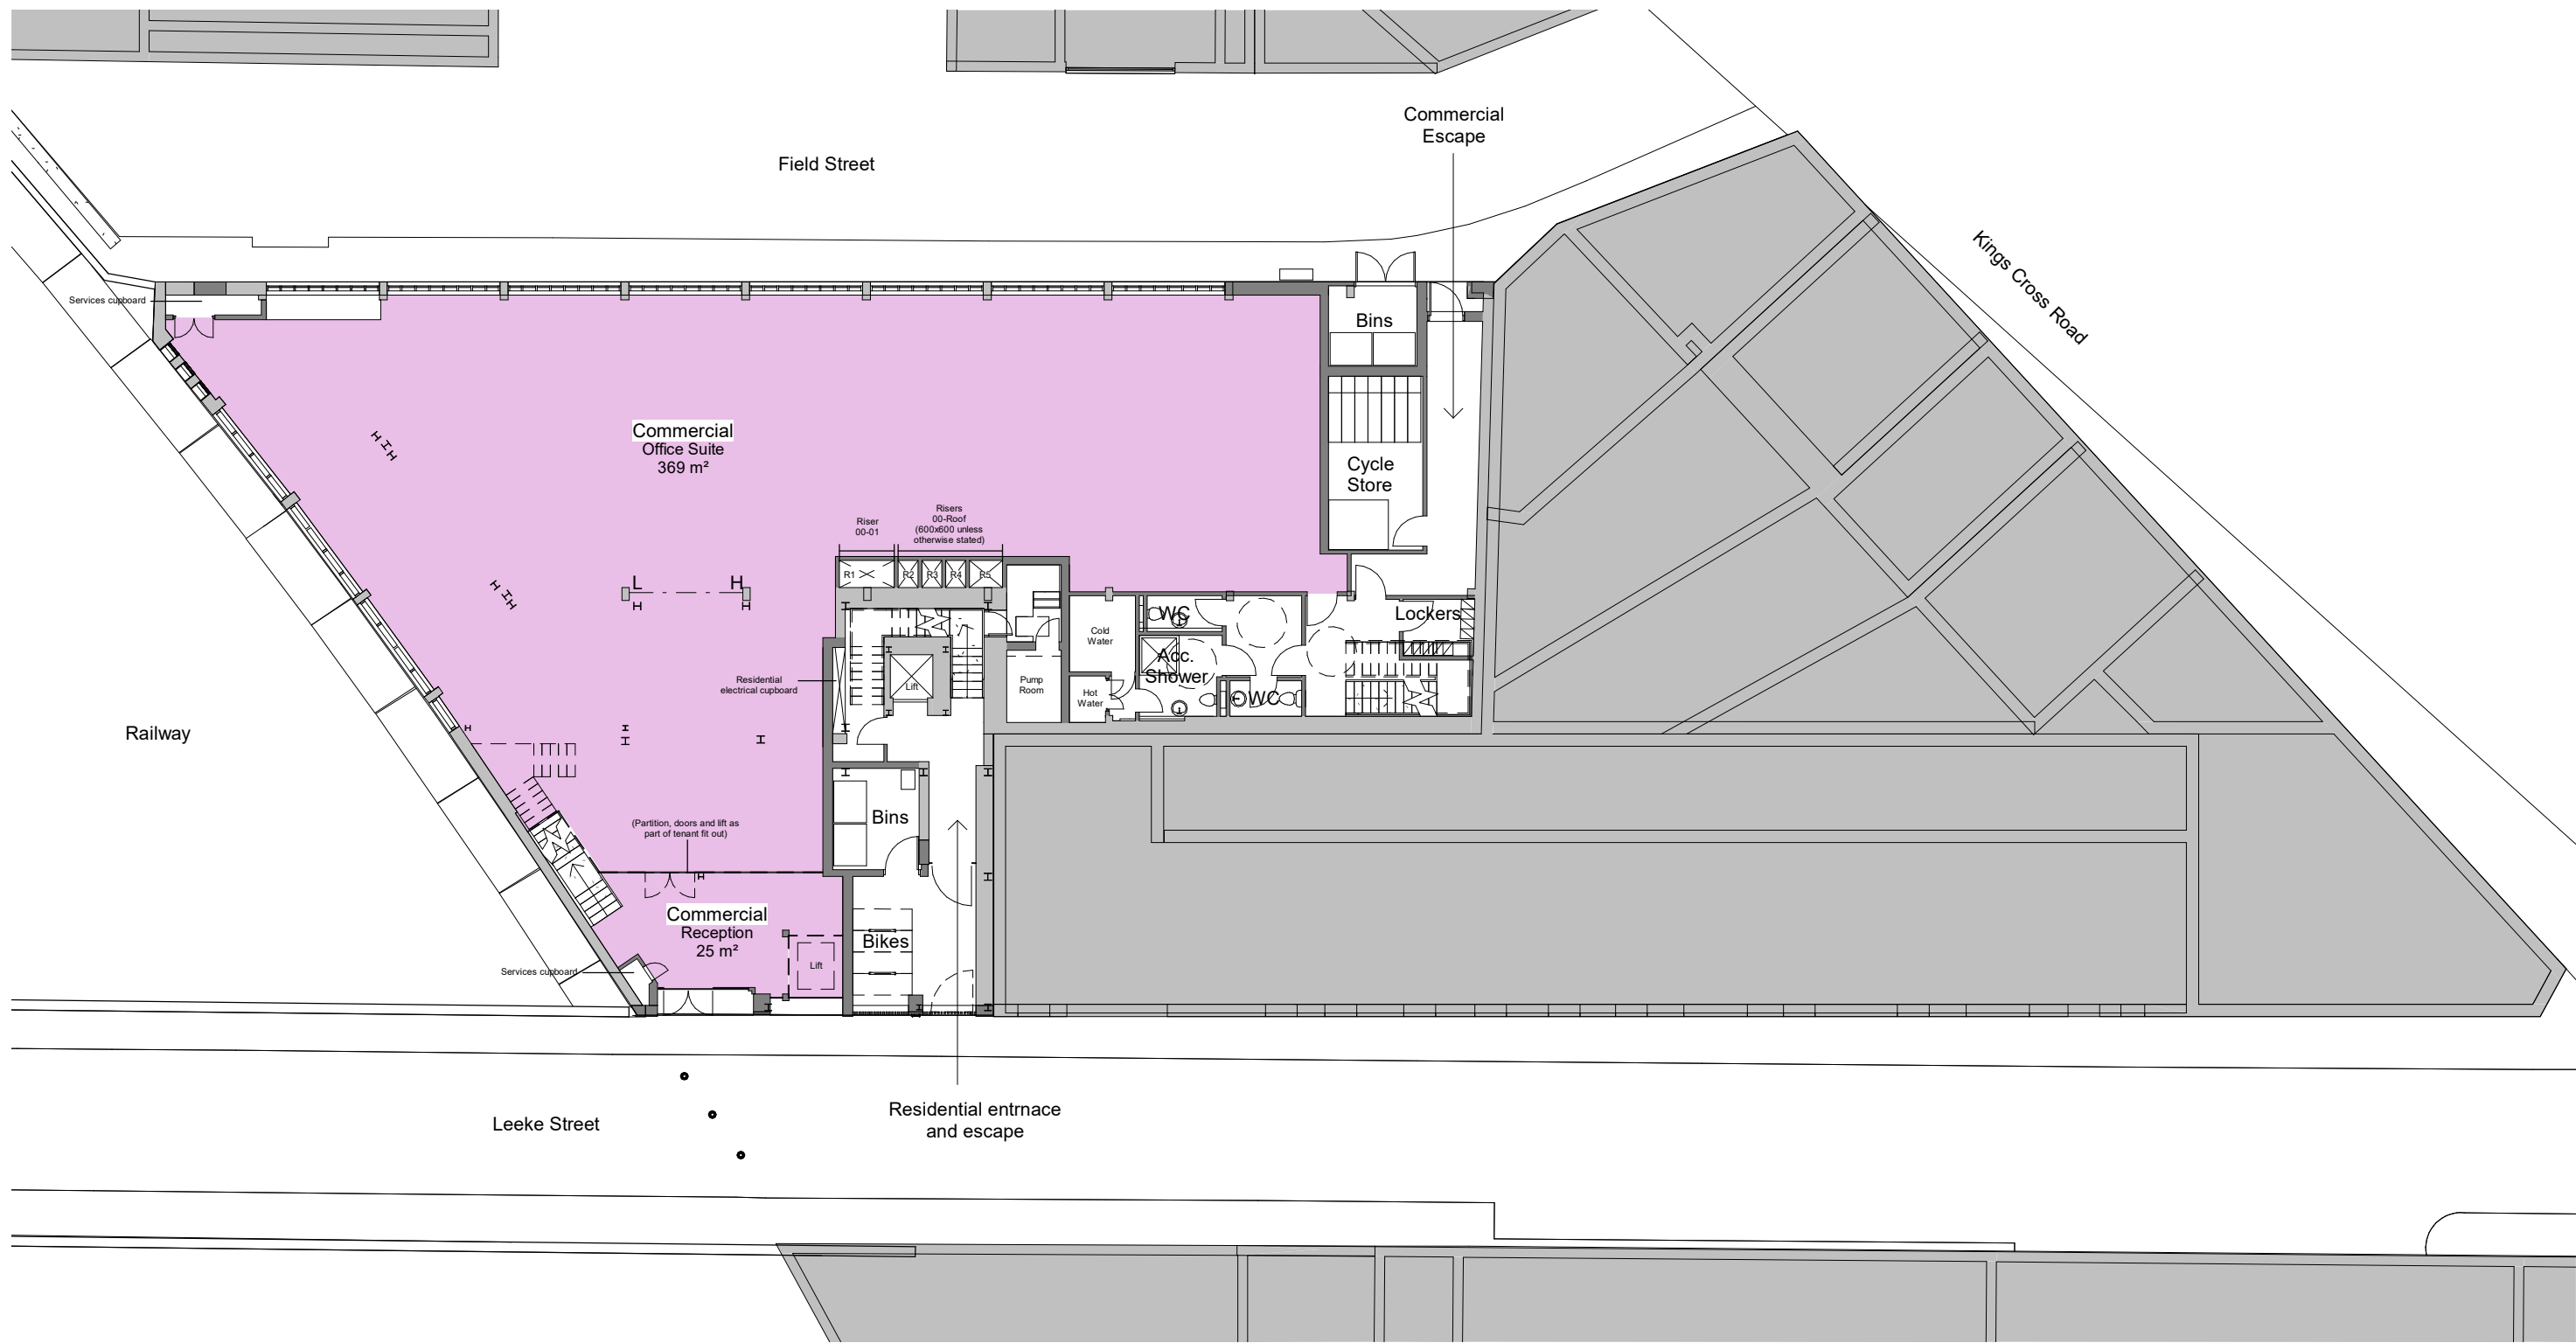 Commercial
Escape
Field Street
Kings Cross Road
Services cupboard
Bins
Commercial
Office Suite
369 m²
Cycle
Store
Riser
00-01
Risers
00-Roof
(600x600 unless
otherwise stated)
R1
R2
R3
R4
R5
L
H
WC
Lockers
Cold
Water
Acc.
Shower
Residential
electrical cupboard
Lift
Pump
Room
Hot
Water
WC
Railway
(Partition, doors and lift as
part of tenant fit out)
Bins
Commercial
Reception
25 m²
Bikes
Lift
Services cupboard
Leeke Street
Residential entrnace
and escape